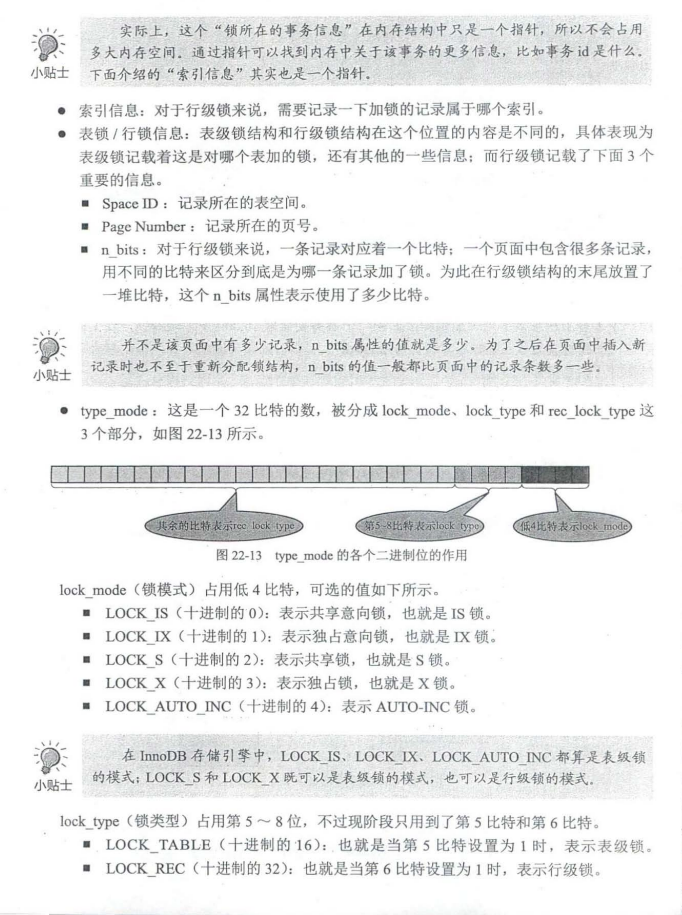 实际上，这个“锁所在的事务信息”在内存结构中只是一个指针，所以不会占用
多大内存空间。通过指针可以找到内存中关于该事务的更多信息，比如事务 id 是什么。
下面介绍的“索引信息”其实也是一个指针。
小贴士
● 索引信息：对于行级锁来说，需要记录一下加锁的记录属于哪个索引。
● 表锁 / 行锁信息：表级锁结构和行级锁结构在这个位置的内容是不同的，具体表现为
表级锁记载着这是对哪个表加的锁，还有其他的一些信息；而行级锁记载了下面 3 个
重要的信息。
■ Space ID：记录所在的表空间。
■ Page Number：记录所在的页号。
■ n_bits：对于行级锁来说，一条记录对应着一个比特；一个页面中包含很多条记录，
用不同的比特来区分到底是为哪一条记录加了锁。为此在行级锁结构的末尾放置了
一堆比特，这个 n_bits 属性表示使用了多少比特。
并不是该页面中有多少记录，n_bits 属性的值就是多少。为了之后在页面中插入新
记录时也不至于重新分配锁结构，n_bits 的值一般都比页面中的记录条数多一些。
小贴士
● type_mode：这是一个 32 比特的数，被分成 lock_mode、lock_type 和 rec_lock_type 这
3 个部分，如图 22-13 所示。
其余的比特表示rec_lock_type
第5~8比特表示lock_type
低4比特表示lock_mode
图 22-13 type_mode 的各个二进制位的作用
lock_mode（锁模式）占用低 4 比特，可选的值如下所示。
■ LOCK_IS（十进制的 0）：表示共享意向锁，也就是 IS 锁。
■ LOCK_IX（十进制的 1）：表示独占意向锁，也就是 IX 锁。
■ LOCK_S（十进制的 2）：表示共享锁，也就是 S 锁。
■ LOCK_X（十进制的 3）：表示独占锁，也就是 X 锁。
■ LOCK_AUTO_INC（十进制的 4）：表示 AUTO-INC 锁。
在 InnoDB 存储引擎中，LOCK_IS、LOCK_IX、LOCK_AUTO_INC 都算是表级锁
的模式；LOCK_S 和 LOCK_X 既可以是表级锁的模式，也可以是行级锁的模式。
小贴士
lock_type（锁类型）占用第 5～8 位，不过现阶段只用到了第 5 比特和第 6 比特。
■ LOCK_TABLE（十进制的 16）：也就是当第 5 比特设置为 1 时，表示表级锁。
■ LOCK_REC（十进制的 32）：也就是当第 6 比特设置为 1 时，表示行级锁。